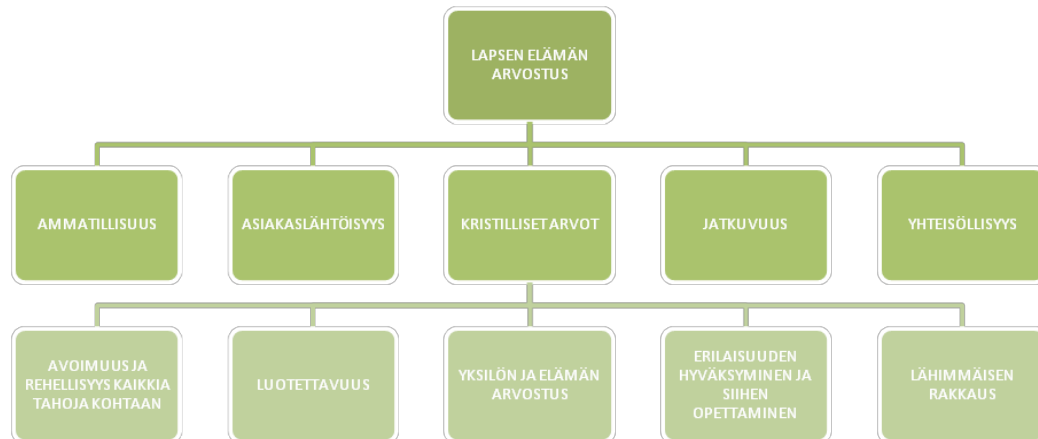 LAPSEN ELÄMÄN
ARVOSTUS
AMMATILLISUUS
ASIAKASLÄHTÖISYYS
KRISTILLISET ARVOT
JATKUVUUS
YHTEISÖLLISYYS
AVOIMUUS JA
REHELLISYYS KAIKKIA
TAHOJA KOHTAAN
LUOTETTAVUUS
YKSILÖN JA ELÄMÄN
ARVOSTUS
ERILAISUUDEN
HYVÄKSYMINEN JA
SIIHEN
OPETTAMINEN
LÄHIMMÄISEN
RAKKAUS